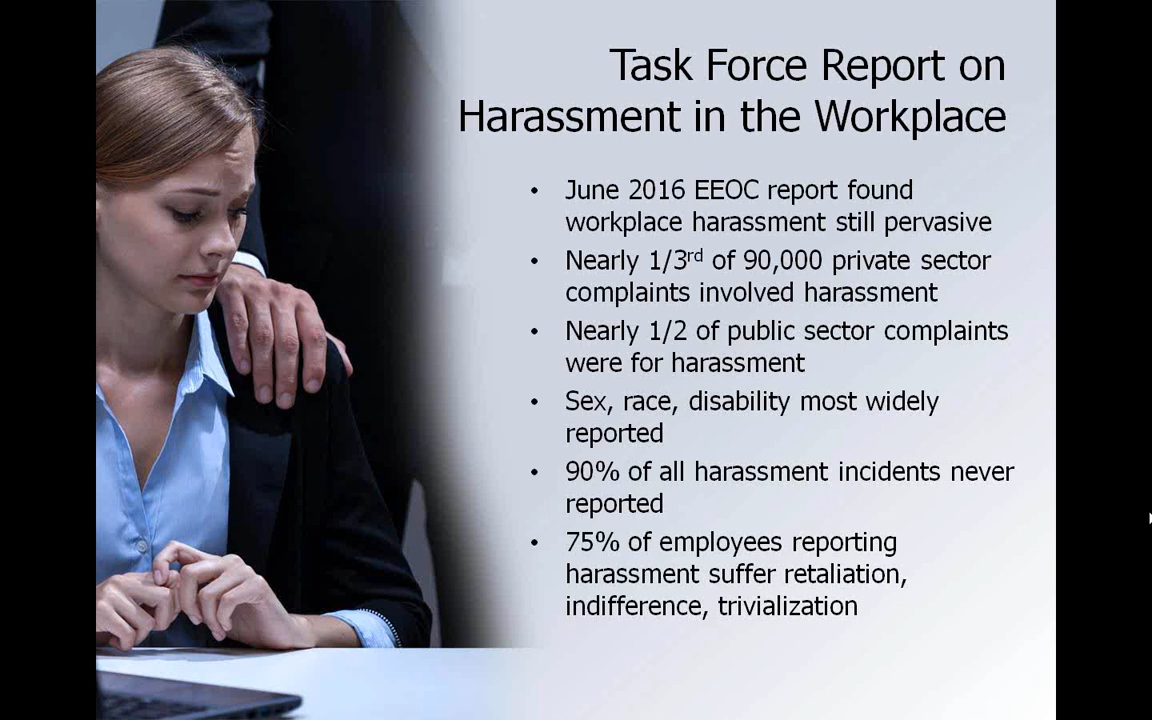 Task Force Report on
Harassment in the Workplace
• June 2016 EEOC report found
workplace harassment still pervasive
• Nearly 1/3rd of 90,000 private sector
complaints involved harassment
• Nearly 1/2 of public sector complaints
were for harassment
• Sex, race, disability most widely
reported
• 90% of all harassment incidents never
reported
• 75% of employees reporting
harassment suffer retaliation,
indifference, trivialization